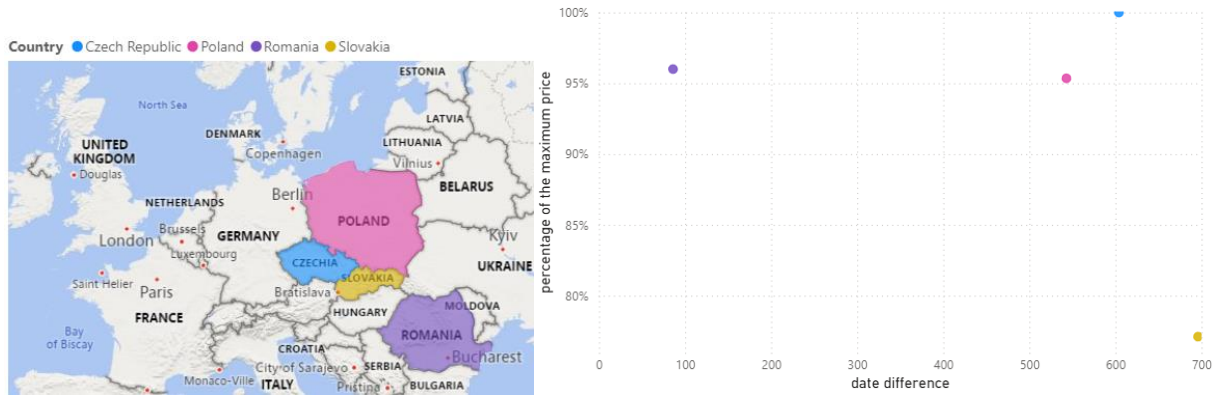 Country Czech Republic Poland Romania Slovakia
ESTONIA
North Sea
LATVIA
DENMARK
LITHUANIA
UNITED
KINGDOM
Copenhagen
Vilnius
Douglas
BELARUS
Berlin
NETHERLANDS
POLAND
Brussels
London
GERMANY
Kyiv
Luxembourg
CZECHIA
UKRAINE
Saint Helier
SLOVAKIA
Paris
Bratislava
FRANCE
HUNGARY
MOLDOVA
Bay
of Biscay
ROMANIA
CROATIA
Bucharest
City of Sarajevo
SERBIA
Monaco-Ville
ITALY
Pristina
BULGARIA
percentage of the maximum price
100%
95%
90%
85%
80%
0 100 200 300 400 500 600 700
date difference